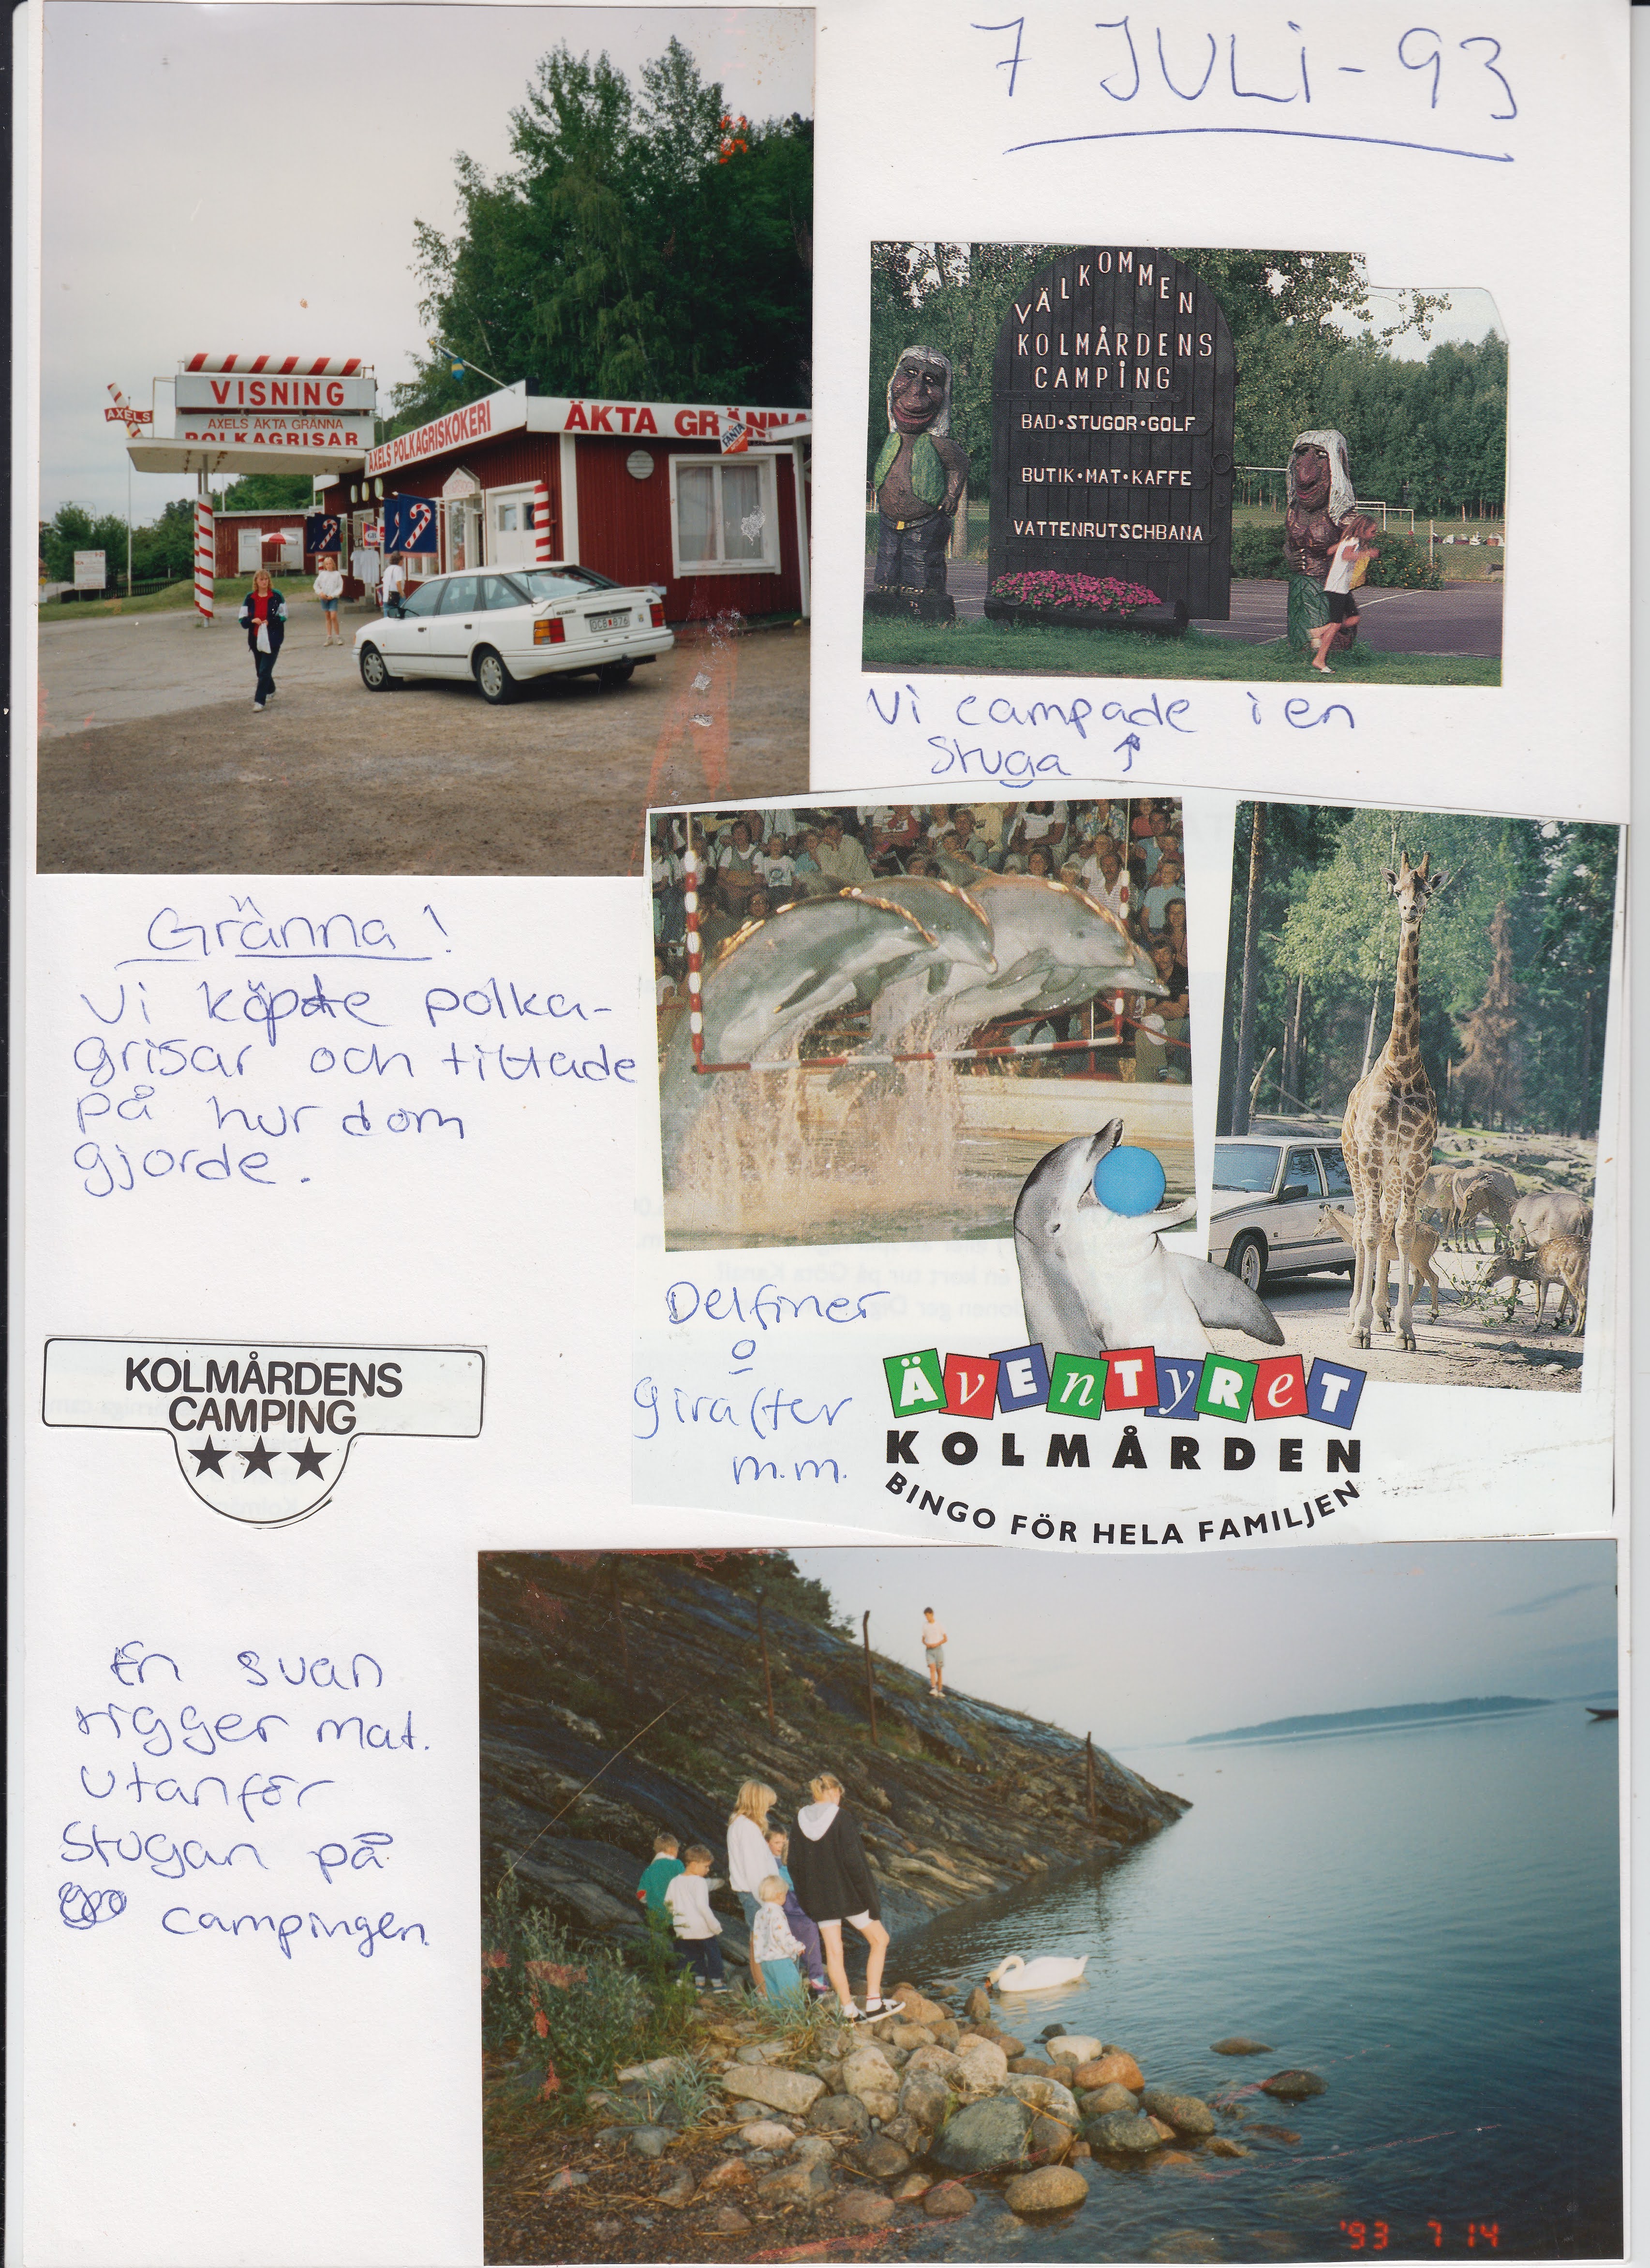 7 JULI - 93
VISNING
AXELS ÄKTA GRÄNNA
POLKAGRISAR
AXELS
AXELS POLKAGRISKOKERI
ÄKTA GRÄNNA
FANTA
VÄLKOMMEN
KOLMÅRDENS
CAMPING
BAD•STUGOR•GOLF
BUTIK•MAT•KAFFE
VATTENRUTSCHBANA
Vi campade i en
Stuga ↑
Gränna!
Vi köpte polka-
grisar och tittade
på hur dom
gjorde.
Delfiner
o
giraffer
m.m.
ÄVENTYRET
KOLMÅRDEN
BINGO FÖR HELA FAMILJEN
KOLMÅRDENS
CAMPING
★★★
En svan
tigger mat.
utanför
Stugan på
campingen
'93 7 14